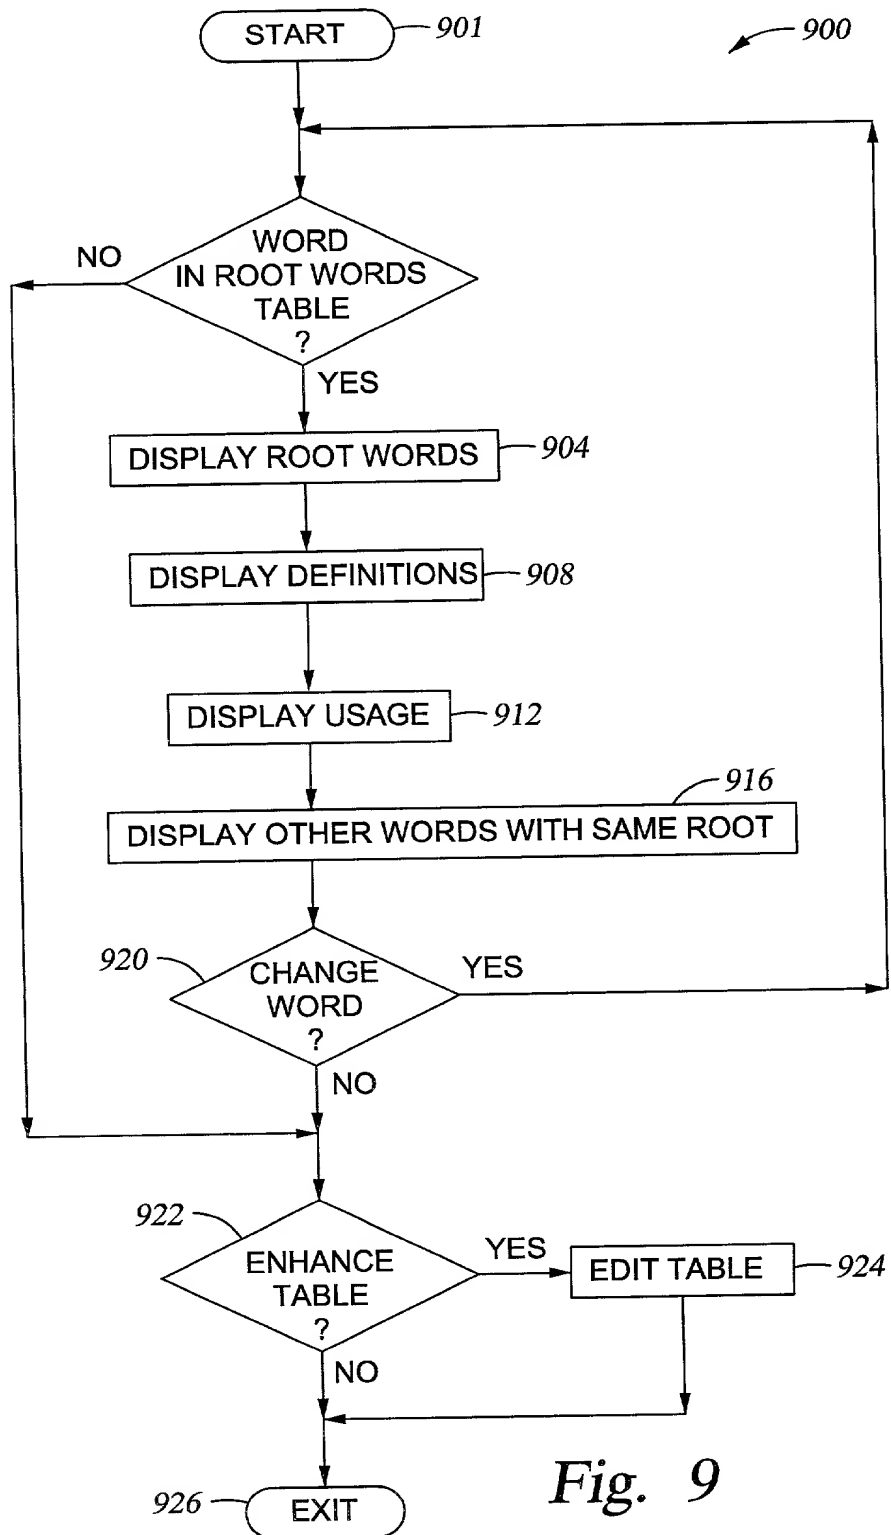 START
901
900
WORD
IN ROOT WORDS
TABLE
?
NO
YES
DISPLAY ROOT WORDS
904
DISPLAY DEFINITIONS
908
DISPLAY USAGE
912
916
DISPLAY OTHER WORDS WITH SAME ROOT
920
CHANGE
WORD
?
YES
NO
922
ENHANCE
TABLE
?
YES
EDIT TABLE
924
NO
926
EXIT
Fig. 9